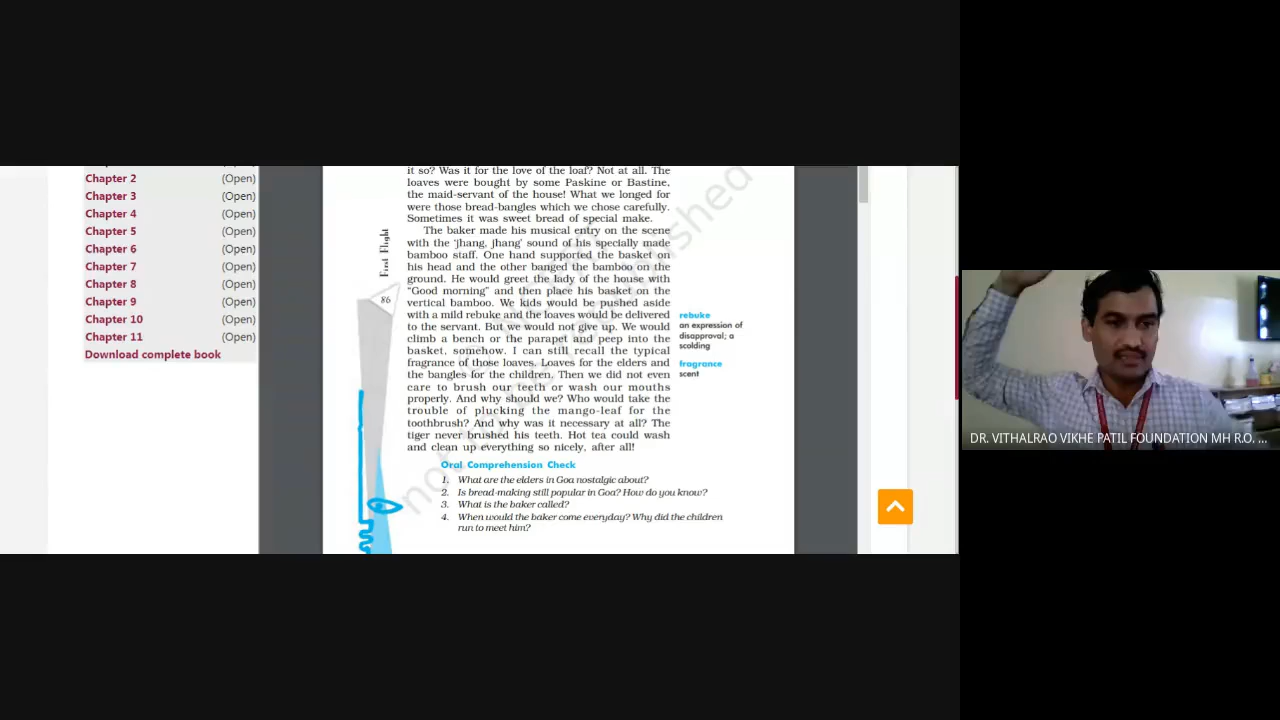 Chapter 2 (Open)
Chapter 3 (Open)
Chapter 4 (Open)
Chapter 5 (Open)
Chapter 6 (Open)
Chapter 7 (Open)
Chapter 8 (Open)
Chapter 9 (Open)
Chapter 10 (Open)
Chapter 11 (Open)
Download complete book
First Flight
86
it so? Was it for the love of the loaf? Not at all. The
loaves were bought by some Paskine or Bastine,
the maid-servant of the house! What we longed for
were those bread-bangles which we chose carefully.
Sometimes it was sweet bread of special make.
The baker made his musical entry on the scene
with the 'jhang, jhang' sound of his specially made
bamboo staff. One hand supported the basket on
his head and the other banged the bamboo on the
ground. He would greet the lady of the house with
"Good morning" and then place his basket on the
vertical bamboo. We kids would be pushed aside
with a mild rebuke and the loaves would be delivered
to the servant. But we would not give up. We would
climb a bench or the parapet and peep into the
basket, somehow. I can still recall the typical
fragrance of those loaves. Loaves for the elders and
the bangles for the children. Then we did not even
care to brush our teeth or wash our mouths
properly. And why should we? Who would take the
trouble of plucking the mango-leaf for the
toothbrush? And why was it necessary at all? The
tiger never brushed his teeth. Hot tea could wash
and clean up everything so nicely, after all!
rebuke
an expression of
disapproval; a
scolding
fragrance
scent
Oral Comprehension Check
1. What are the elders in Goa nostalgic about?
2. Is bread-making still popular in Goa? How do you know?
3. What is the baker called?
4. When would the baker come everyday? Why did the children
run to meet him?
DR. VITHALRAO VIKHE PATIL FOUNDATION MH R.O. ...